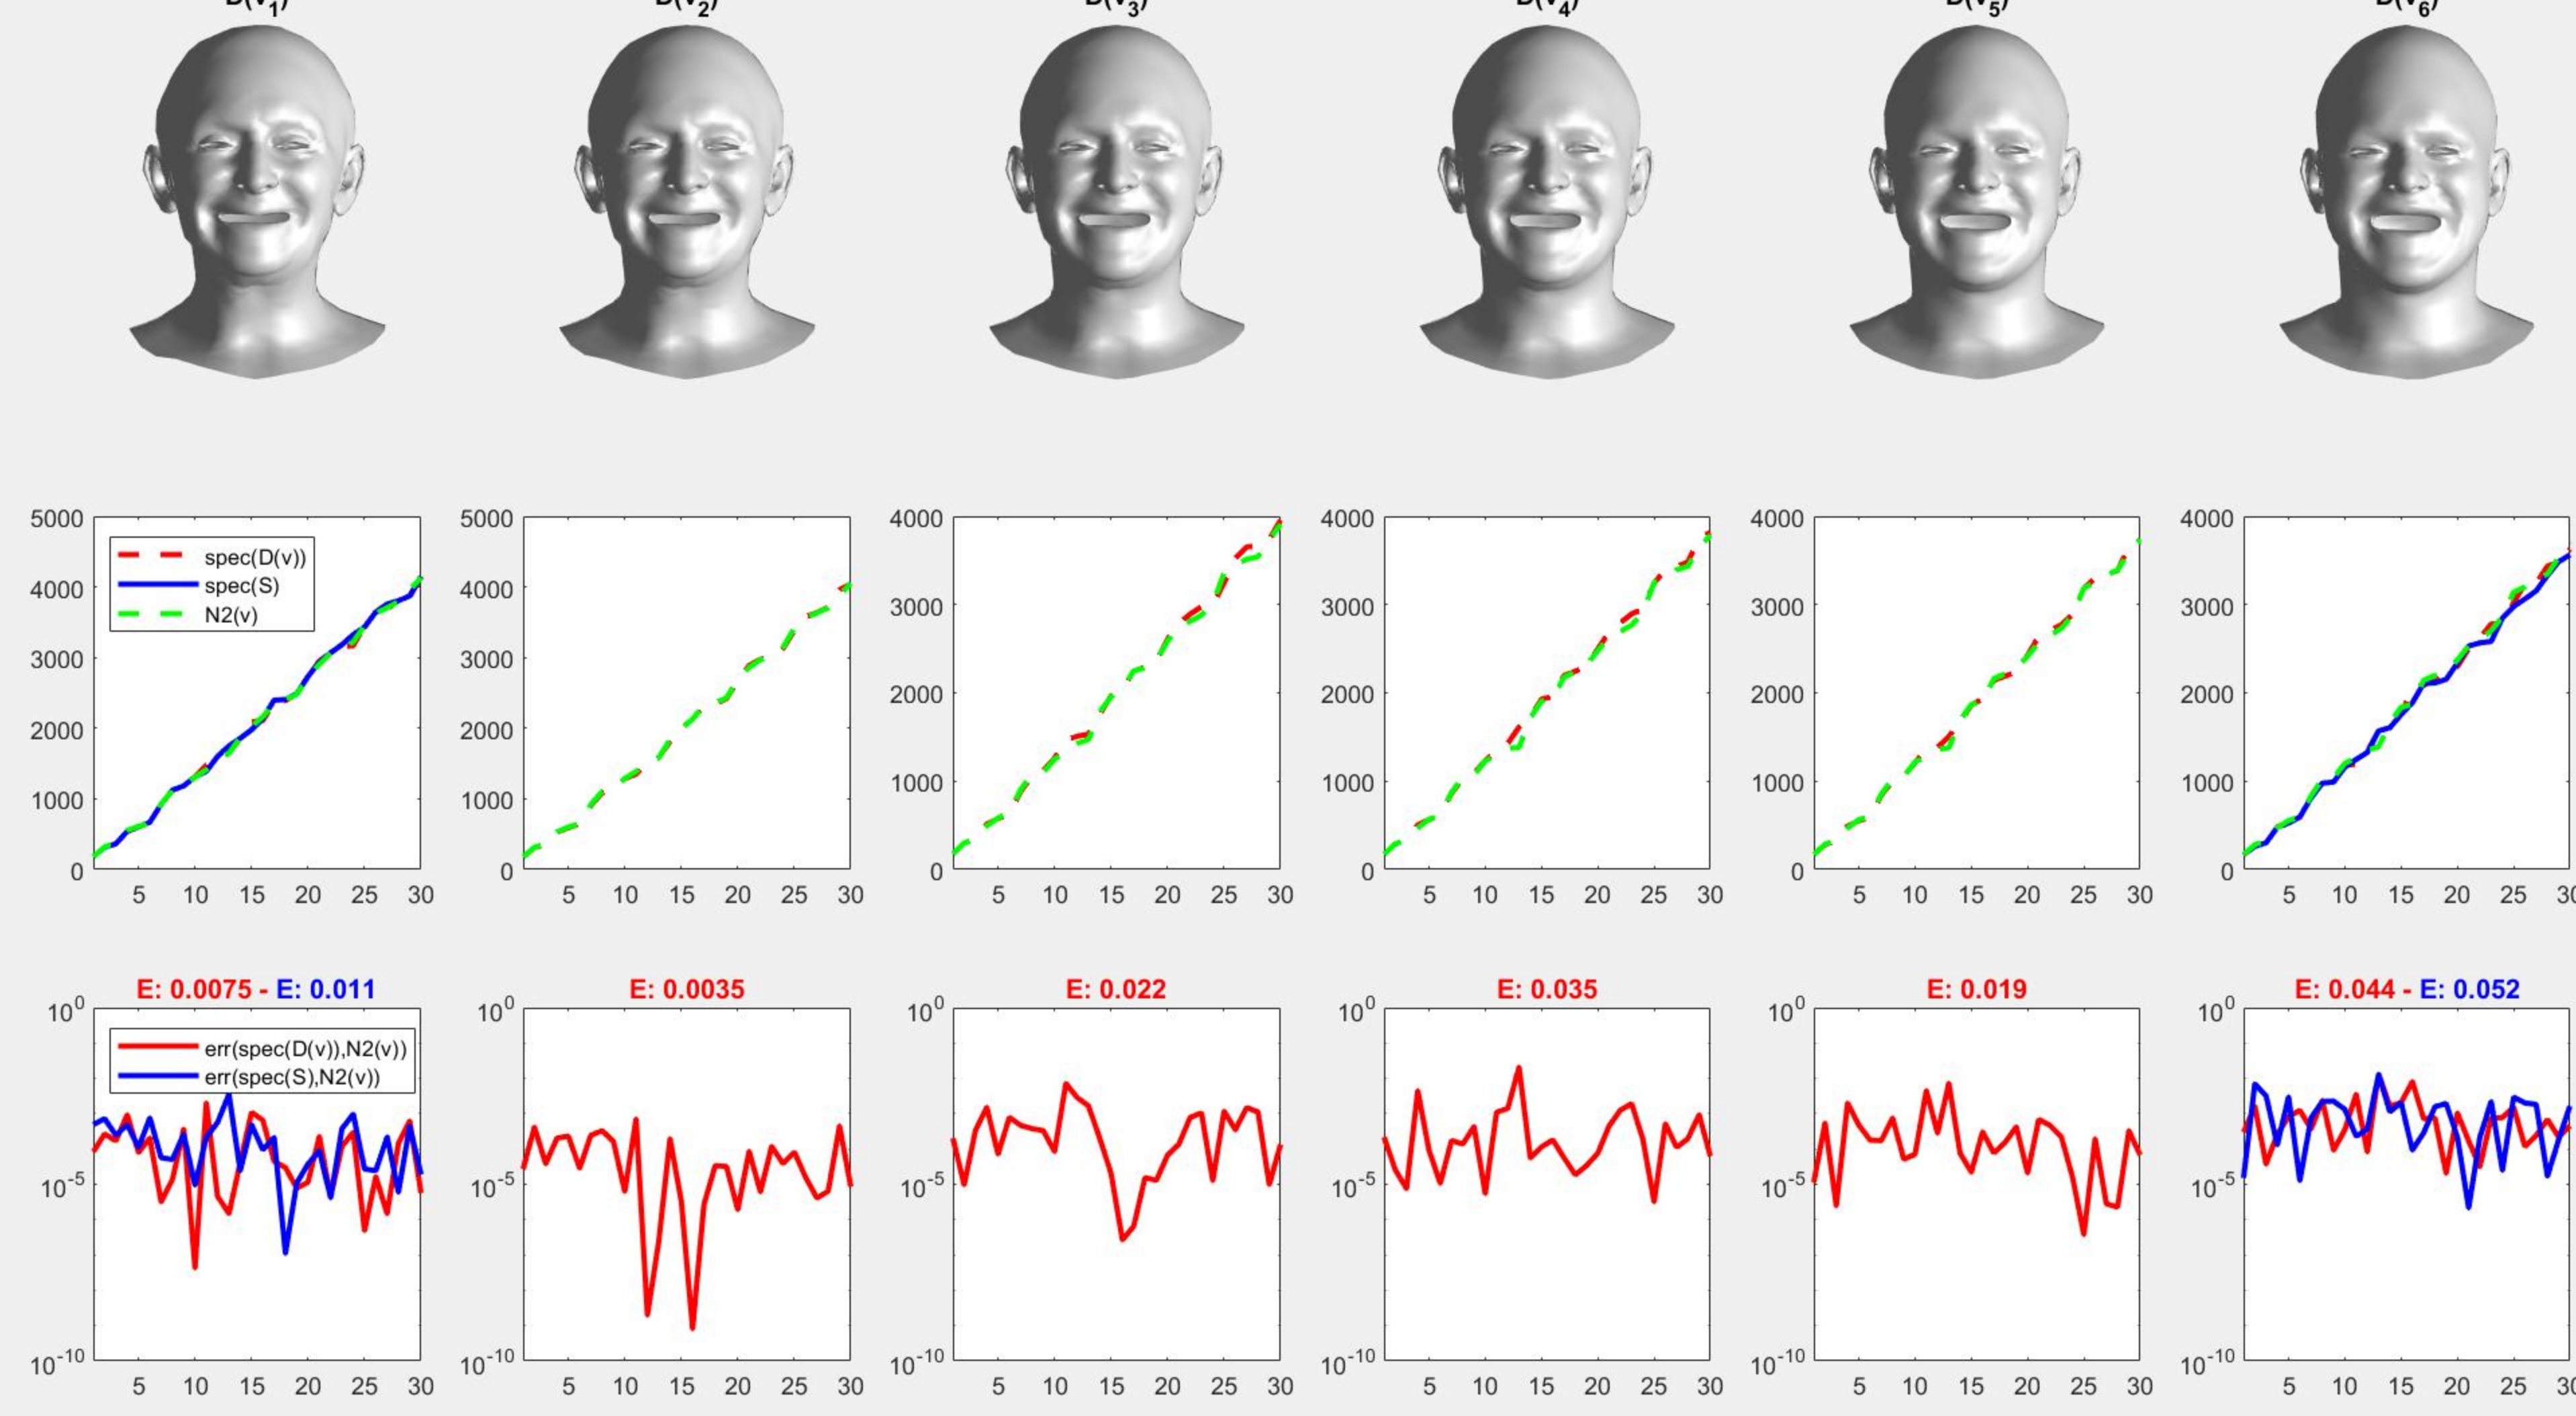 D(v1) D(v2) D(v3) D(v4) D(v5) D(v6)
5000 5000 4000 4000 4000 4000
spec(D(v))
spec(S)
N2(v)
4000 4000 3000 3000 3000 3000
3000 3000 2000 2000 2000 2000
2000 2000 1000 1000 1000 1000
1000 1000
0 0 0 0 0 0
5 10 15 20 25 30 5 10 15 20 25 30 5 10 15 20 25 30 5 10 15 20 25 30 5 10 15 20 25 30 5 10 15 20 25 30
E: 0.0075 - E: 0.011 E: 0.0035 E: 0.022 E: 0.035 E: 0.019 E: 0.044 - E: 0.052
10^0 10^0 10^0 10^0 10^0 10^0
err(spec(D(v)),N2(v))
err(spec(S),N2(v))
10^-5 10^-5 10^-5 10^-5 10^-5 10^-5
10^-10 10^-10 10^-10 10^-10 10^-10 10^-10
5 10 15 20 25 30 5 10 15 20 25 30 5 10 15 20 25 30 5 10 15 20 25 30 5 10 15 20 25 30 5 10 15 20 25 30